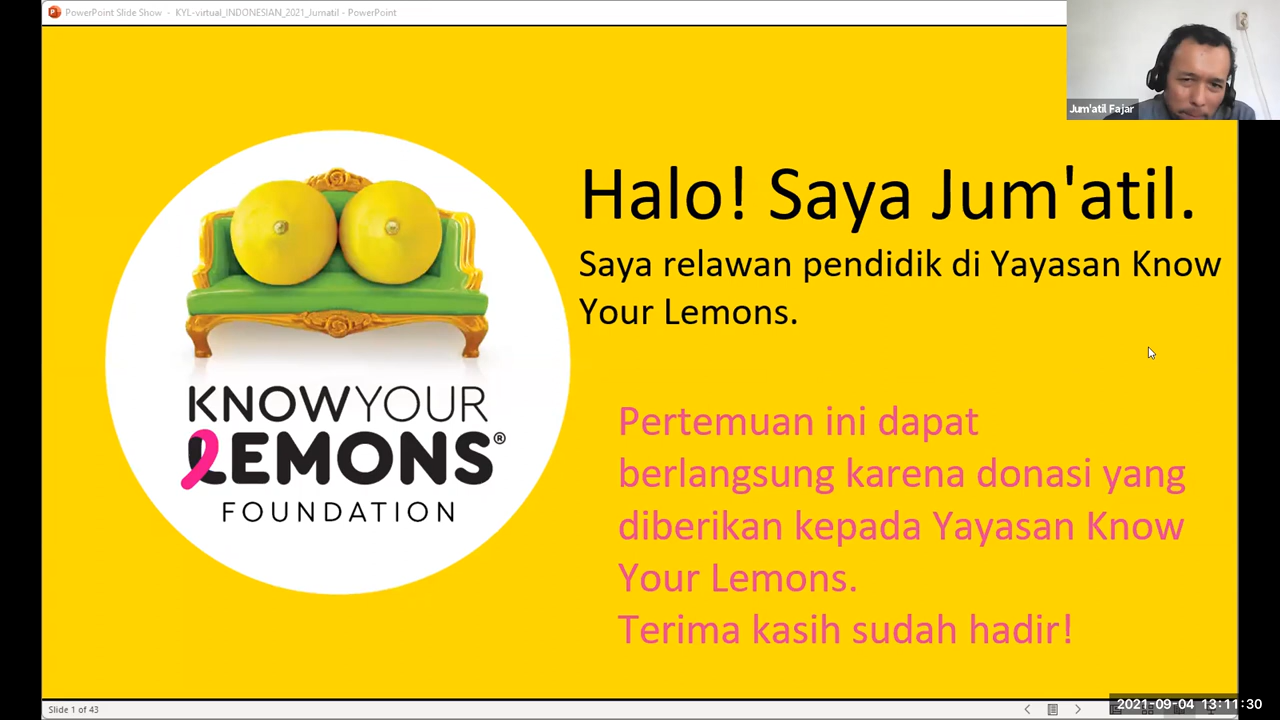 PowerPoint Slide Show - KYL-virtual_INDONESIAN_2021_Jumatil - PowerPoint
Jum'atil Fajar
Halo! Saya Jum'atil.
Saya relawan pendidik di Yayasan Know
Your Lemons.
KNOW YOUR
LEMONS®
FOUNDATION
Pertemuan ini dapat
berlangsung karena donasi yang
diberikan kepada Yayasan Know
Your Lemons.
Terima kasih sudah hadir!
Slide 1 of 43
2021-09-04 13:11:30